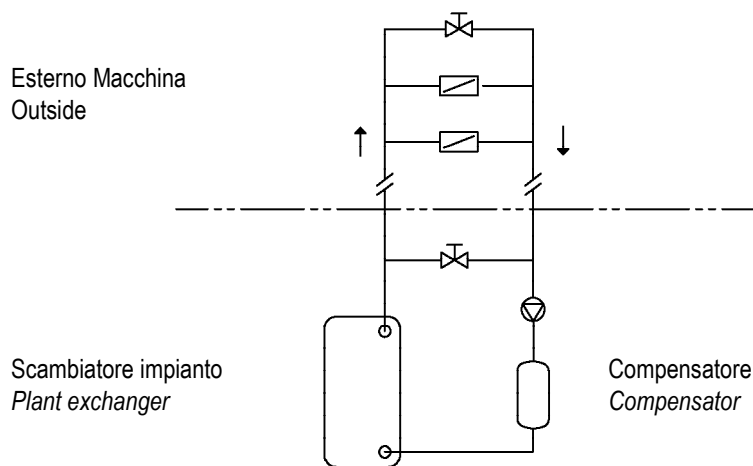 Esterno Macchina
Outside
Scambiatore impianto
Plant exchanger
Compensatore
Compensator